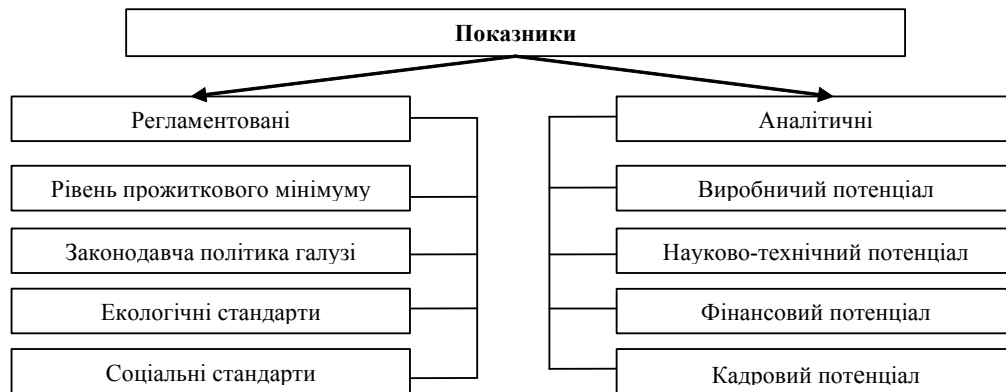 Показники
Регламентовані
Рівень прожиткового мінімуму
Законодавча політика галузі
Екологічні стандарти
Соціальні стандарти
Аналітичні
Виробничий потенціал
Науково-технічний потенціал
Фінансовий потенціал
Кадровий потенціал